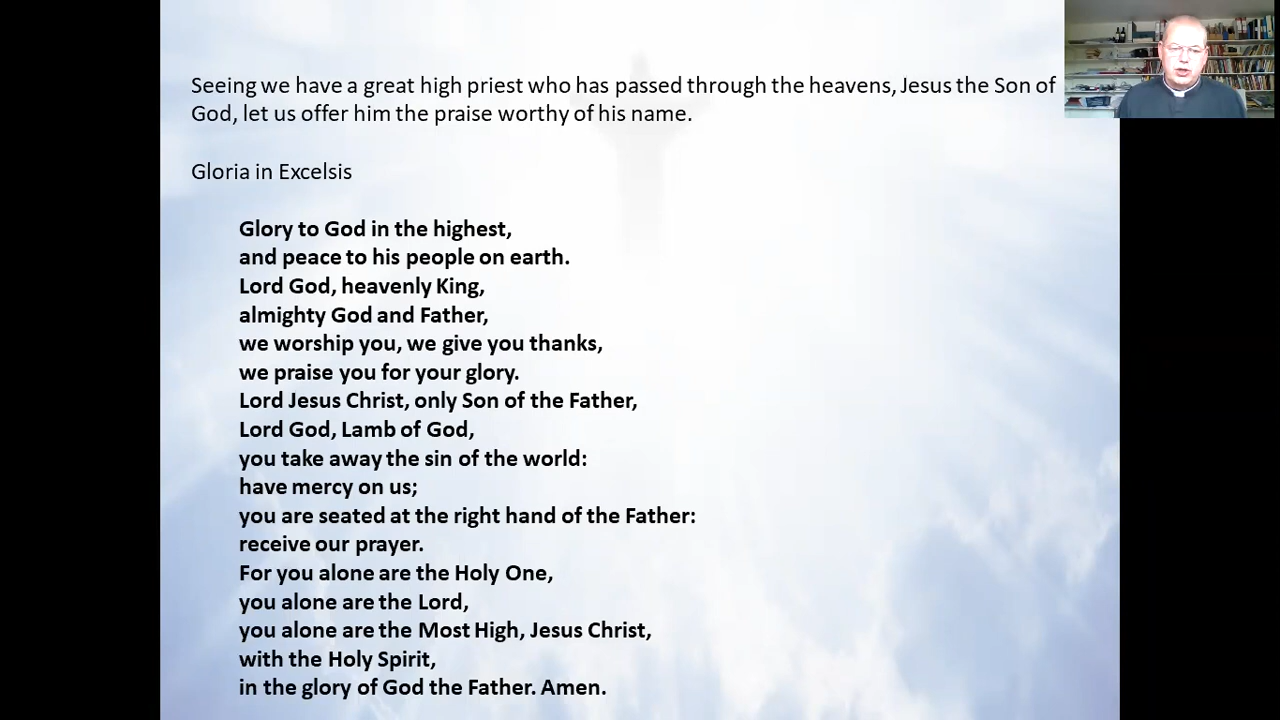 Seeing we have a great high priest who has passed through the heavens, Jesus the Son of
God, let us offer him the praise worthy of his name.
Gloria in Excelsis
Glory to God in the highest,
and peace to his people on earth.
Lord God, heavenly King,
almighty God and Father,
we worship you, we give you thanks,
we praise you for your glory.
Lord Jesus Christ, only Son of the Father,
Lord God, Lamb of God,
you take away the sin of the world:
have mercy on us;
you are seated at the right hand of the Father:
receive our prayer.
For you alone are the Holy One,
you alone are the Lord,
you alone are the Most High, Jesus Christ,
with the Holy Spirit,
in the glory of God the Father. Amen.